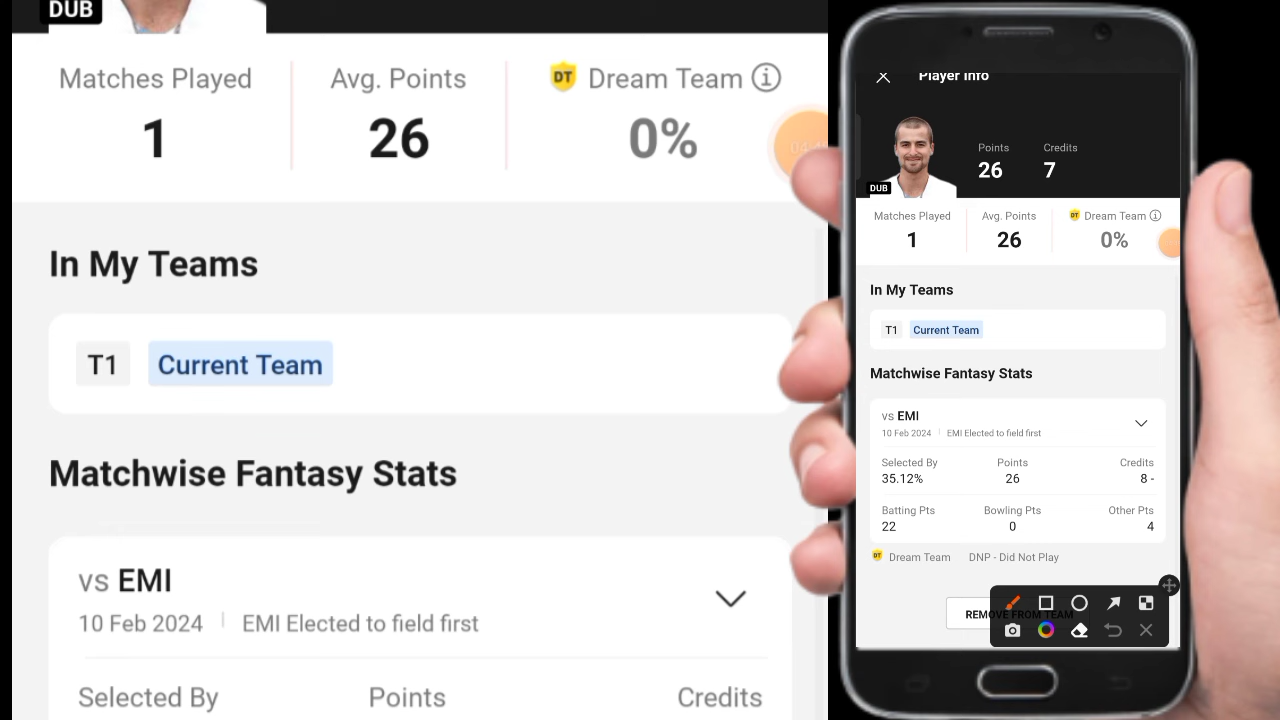 DUB
Matches Played
Avg. Points
DT Dream Team
1
26
0%
In My Teams
T1 Current Team
Matchwise Fantasy Stats
vs EMI
10 Feb 2024 EMI Elected to field first
Selected By
Points
Credits
Player Info
Points
Credits
26
7
DUB
Matches Played
Avg. Points
DT Dream Team
1
26
0%
In My Teams
T1 Current Team
Matchwise Fantasy Stats
vs EMI
10 Feb 2024 EMI Elected to field first
Selected By
Points
Credits
35.12%
26
8 -
Batting Pts
Bowling Pts
Other Pts
22
0
4
DT Dream Team DNP - Did Not Play
REMOVE FROM TEAM